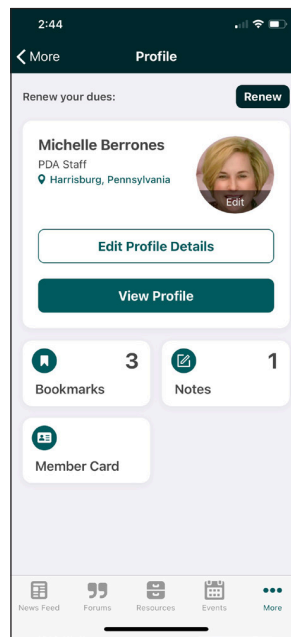 2:44
More
Profile
Renew your dues:
Renew
Michelle Berrones
PDA Staff
Harrisburg, Pennsylvania
Edit
Edit Profile Details
View Profile
3
Bookmarks
1
Notes
Member Card
News Feed
Forums
Resources
Events
More